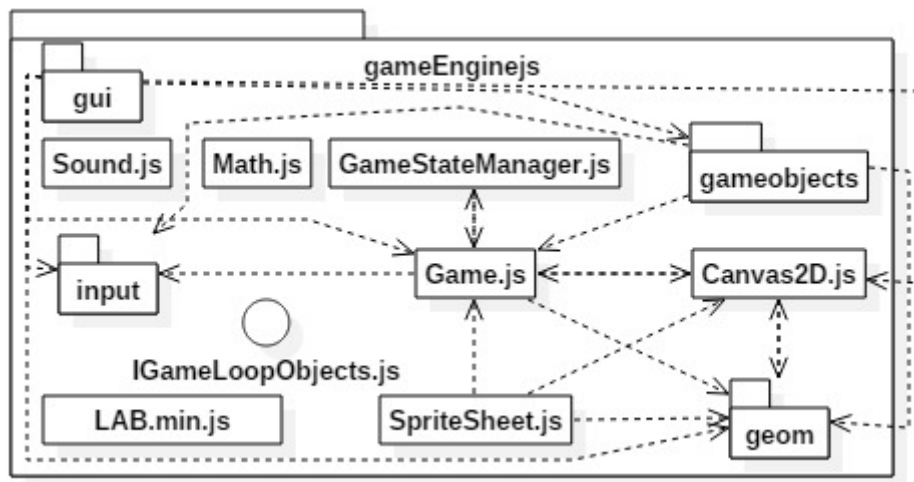 gameEnginejs
gui
Sound.js
Math.js
GameStateManager.js
gameobjects
input
Game.js
Canvas2D.js
IGameLoopObjects.js
LAB.min.js
SpriteSheet.js
geom